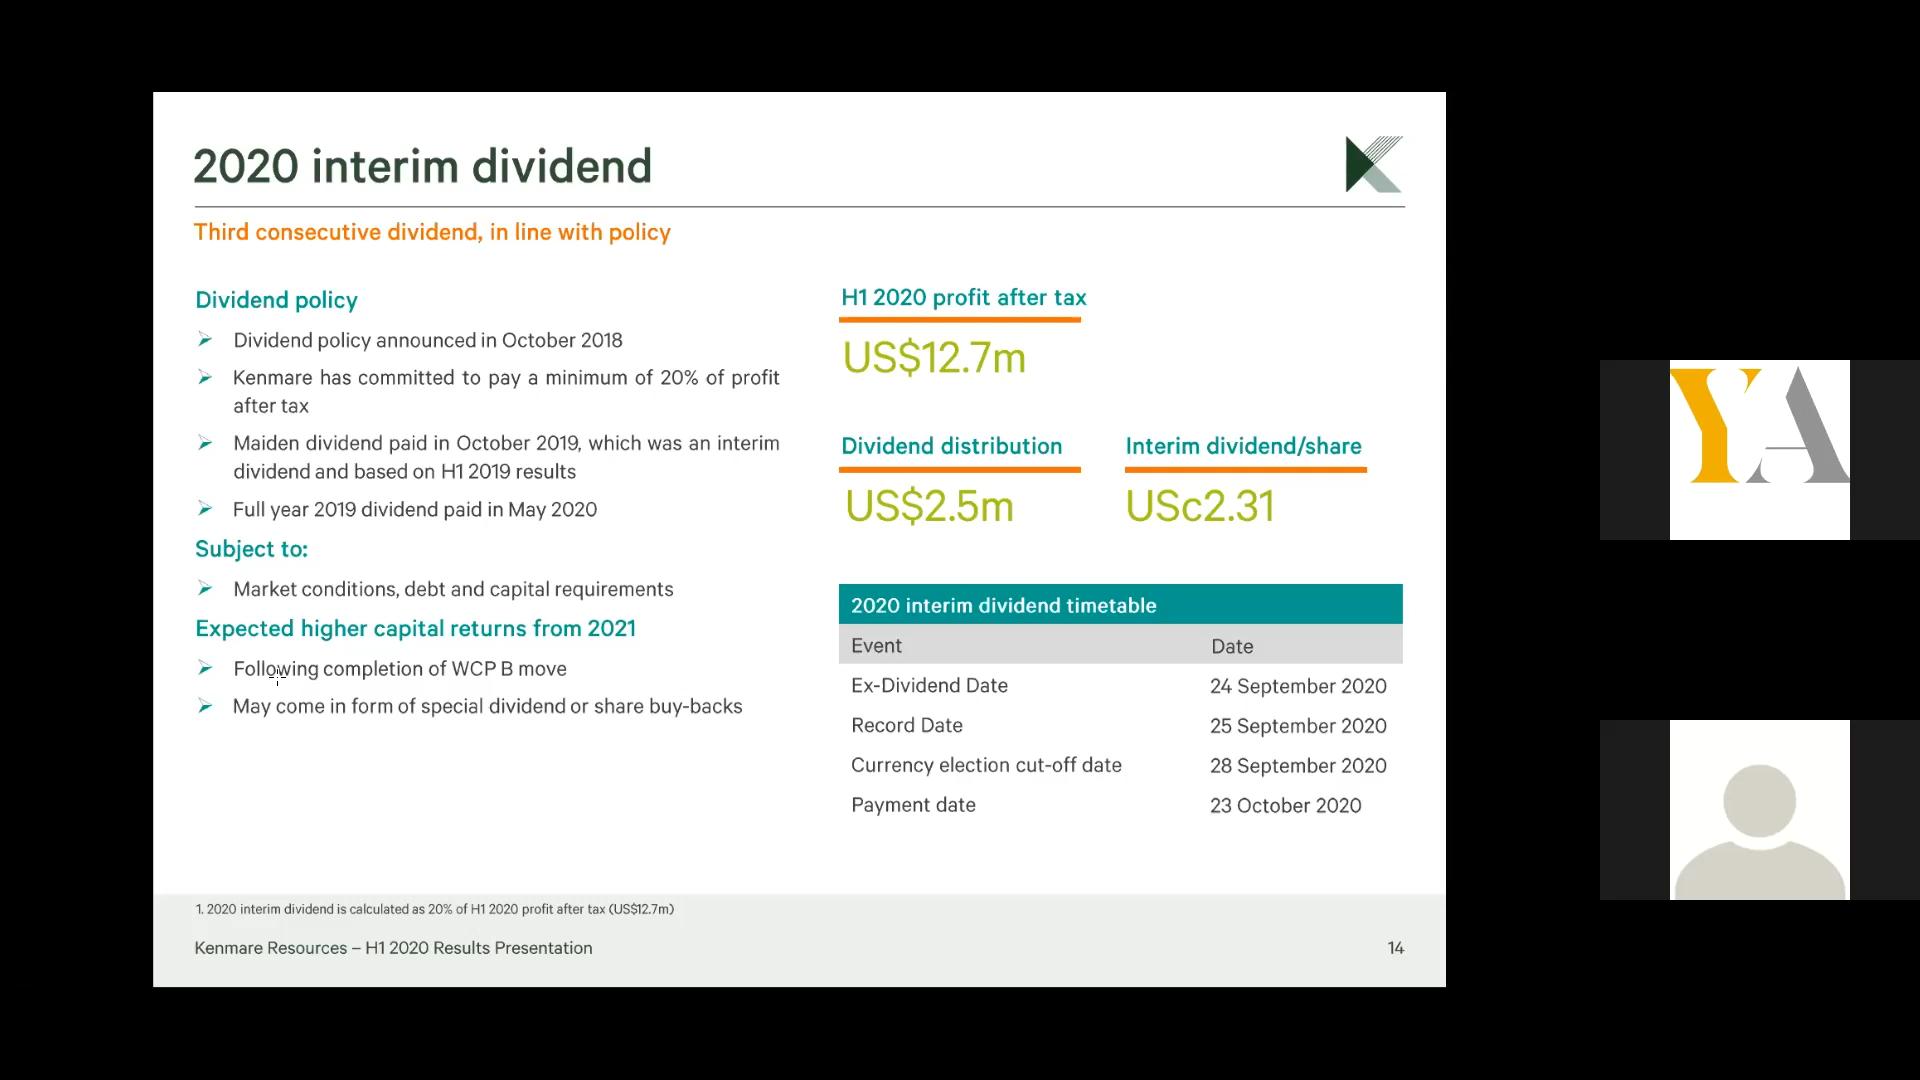 2020 interim dividend
Third consecutive dividend, in line with policy
Dividend policy
Dividend policy announced in October 2018
Kenmare has committed to pay a minimum of 20% of profit
after tax
Maiden dividend paid in October 2019, which was an interim
dividend and based on H1 2019 results
Full year 2019 dividend paid in May 2020
Subject to:
Market conditions, debt and capital requirements
Expected higher capital returns from 2021
Following completion of WCP B move
May come in form of special dividend or share buy-backs
H1 2020 profit after tax
US$12.7m
Dividend distribution
US$2.5m
Interim dividend/share
USc2.31
2020 interim dividend timetable
Event Date
Ex-Dividend Date 24 September 2020
Record Date 25 September 2020
Currency election cut-off date 28 September 2020
Payment date 23 October 2020
1. 2020 interim dividend is calculated as 20% of H1 2020 profit after tax (US$12.7m)
Kenmare Resources – H1 2020 Results Presentation 14
YA